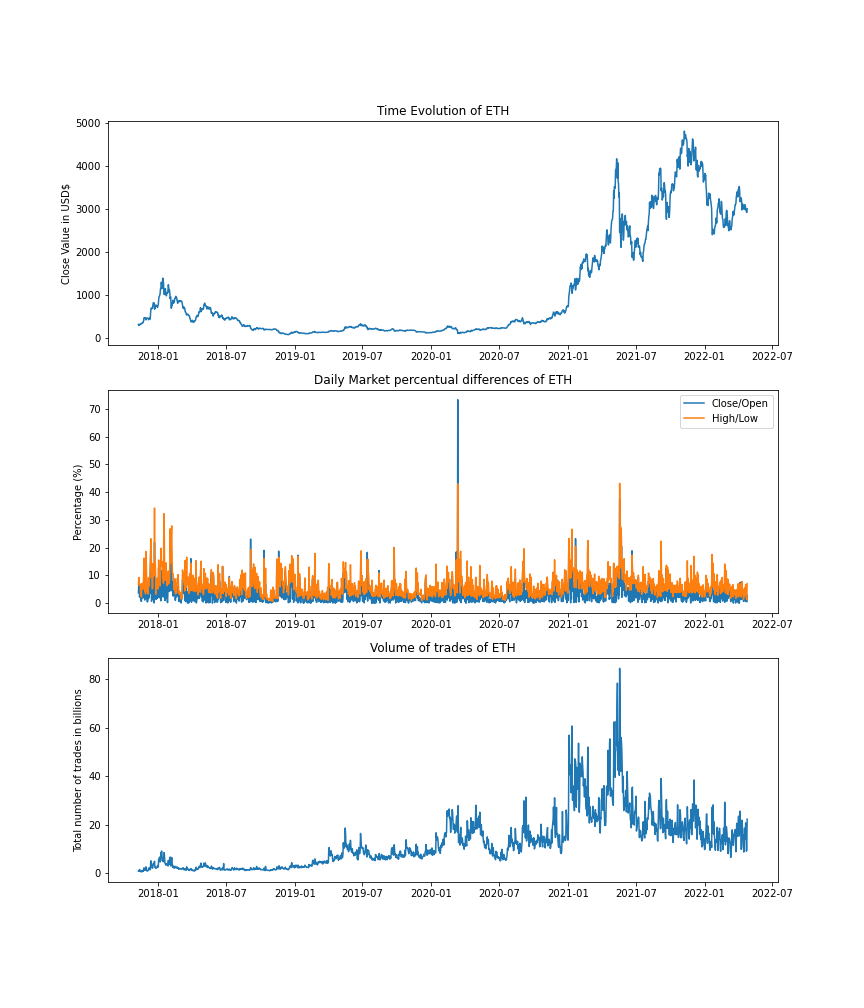 Time Evolution of ETH
5000
4000
3000
2000
1000
0
Close Value in USD$
2018-01 2018-07 2019-01 2019-07 2020-01 2020-07 2021-01 2021-07 2022-01 2022-07
Daily Market percentual differences of ETH
Close/Open
High/Low
70
60
50
40
30
20
10
0
Percentage (%)
2018-01 2018-07 2019-01 2019-07 2020-01 2020-07 2021-01 2021-07 2022-01 2022-07
Volume of trades of ETH
80
60
40
20
0
Total number of trades in billions
2018-01 2018-07 2019-01 2019-07 2020-01 2020-07 2021-01 2021-07 2022-01 2022-07